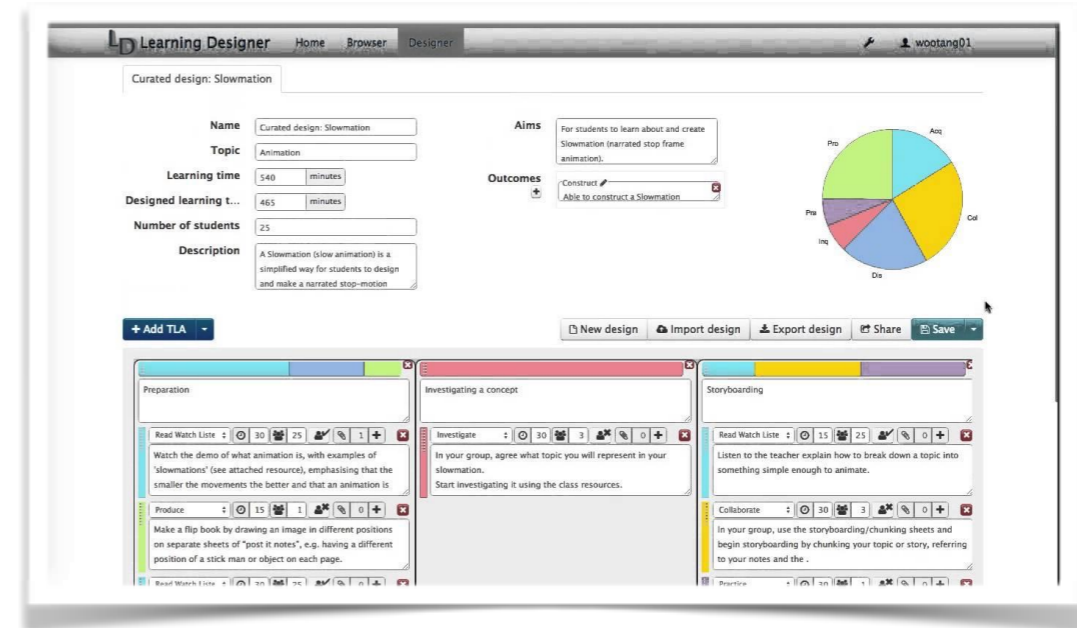 LD Learning Designer Home Browser Designer wootang01
Curated design: Slowmation
Name Curated design: Slowmation
Topic Animation
Learning time 540 minutes
Designed learning t... 465 minutes
Number of students 25
Description A Slowmation (slow animation) is a
simplified way for students to design
and make a narrated stop-motion
Aims For students to learn about and create
Slowmation (narrated stop frame
animation).
Outcomes Construct
+ Able to construct a Slowmation
Acq
Pro
Col
Pra
Inq
Dis
+ Add TLA New design Import design Export design Share Save
Preparation
Read Watch Liste 30 25 1 +
Watch the demo of what animation is, with examples of
'slowmations' (see attached resource), emphasising that the
smaller the movements the better and that an animation is
Produce 15 1 0 +
Make a flip book by drawing an image in different positions
on separate sheets of "post it notes", e.g. having a different
position of a stick man or object on each page.
Read Watch Liste
Investigating a concept
Investigate 30 3 0 +
In your group, agree what topic you will represent in your
slowmation.
Start investigating it using the class resources.
Storyboarding
Read Watch Liste 15 25 0 +
Listen to the teacher explain how to break down a topic into
something simple enough to animate.
Collaborate 30 3 0 +
In your group, use the storyboarding/chunking sheets and
begin storyboarding by chunking your topic or story, referring
to your notes and the .
Practice